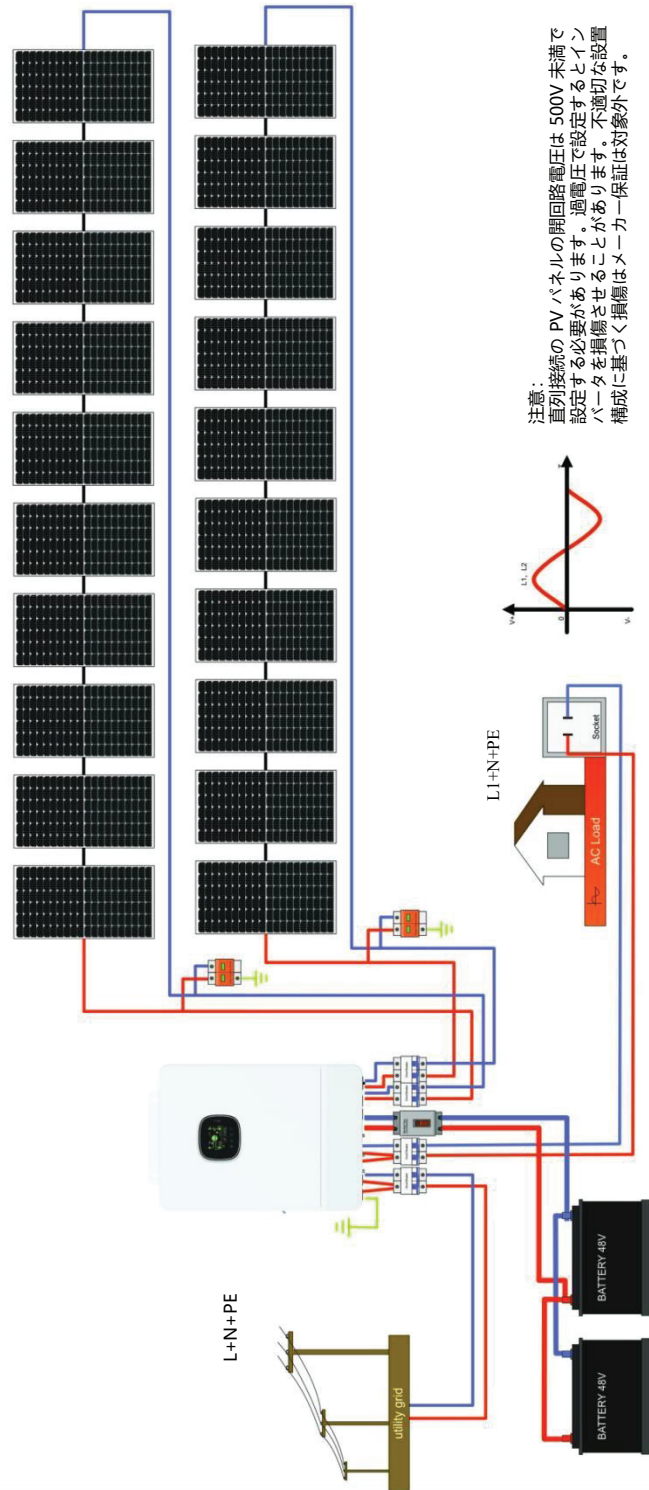 L+N+PE
utility grid
BATTERY 48V
BATTERY 48V
L1+N+PE
AC Load
Socket
V+
L1, L2
0
V-
注意：
直列接続の PV パネルの開回路電圧は 500V 未満で
設定する必要があります。過電圧で設定するとイン
バータを損傷させることがあります。不適切な設置
構成に基づく損傷はメーカー保証は対象外です。